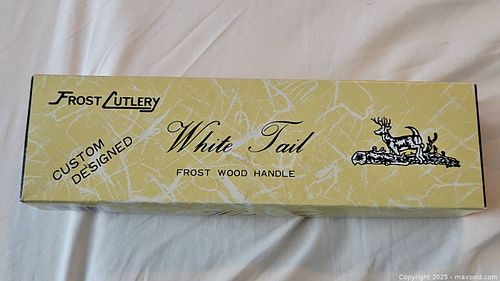 FROST CUTLERY
CUSTOM
DESIGNED
White Tail
FROST WOOD HANDLE
Copyright 2025 - maxsold.com